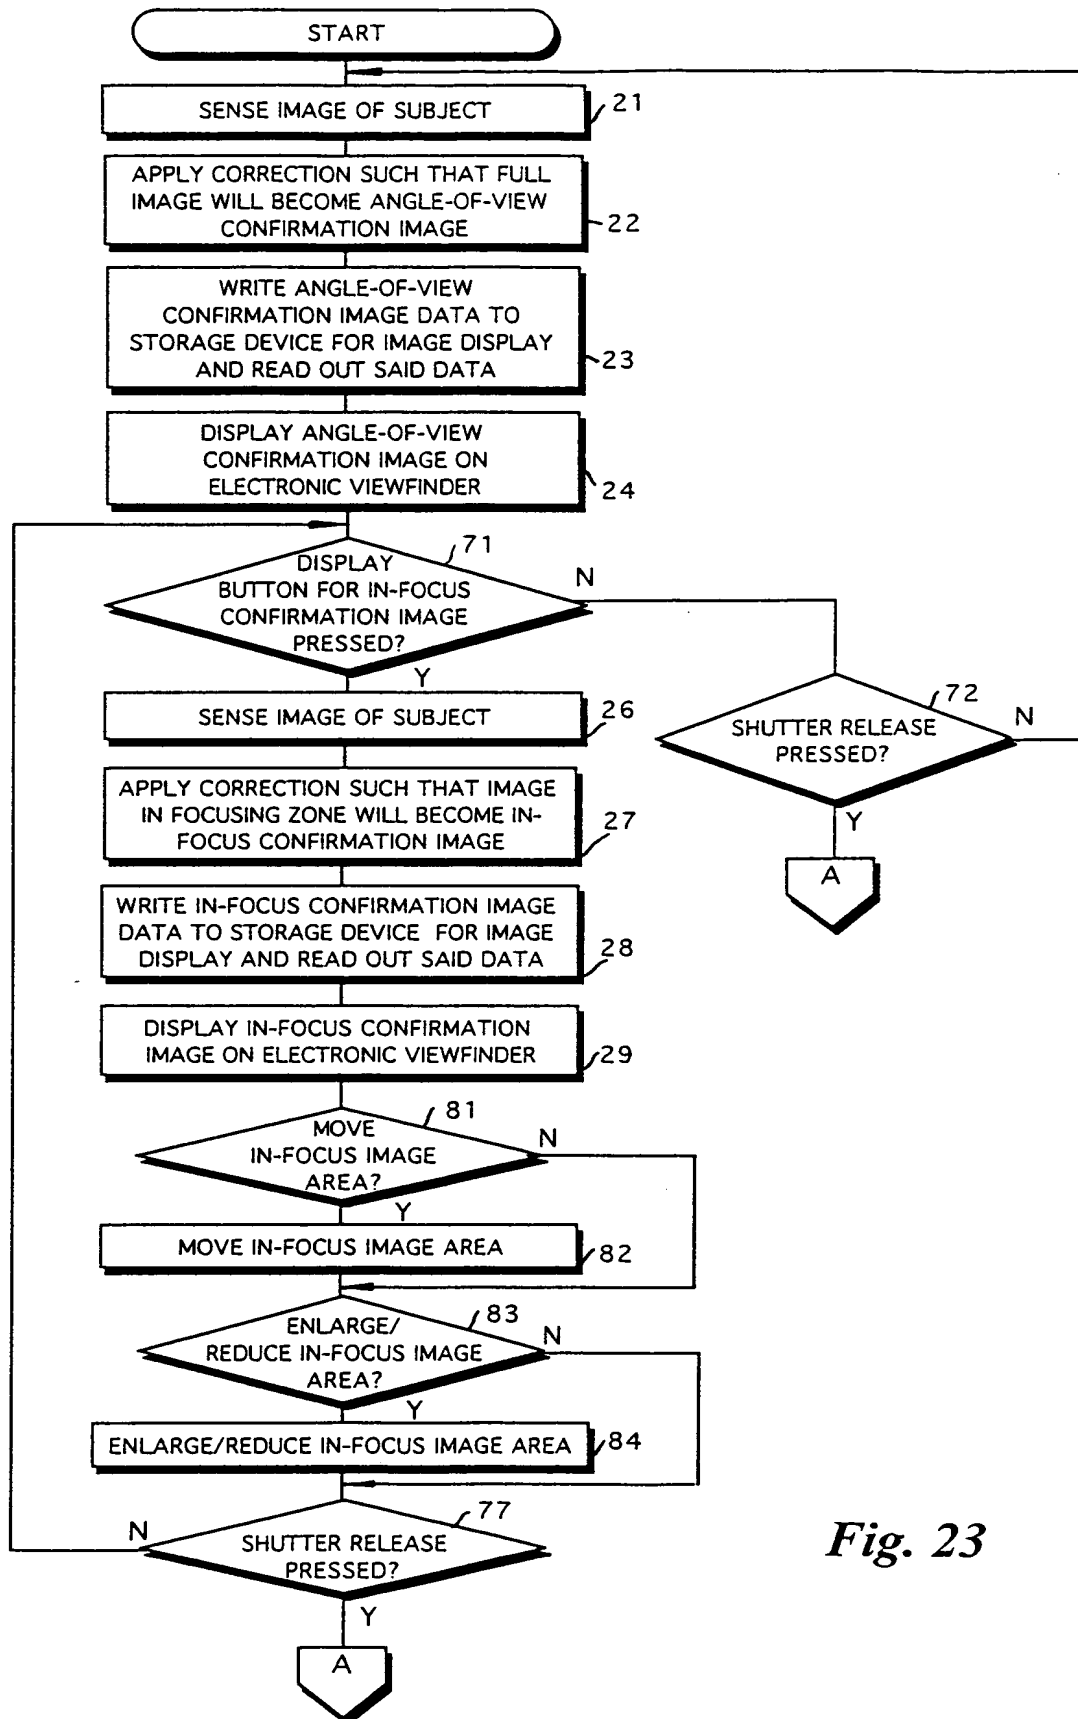 START
SENSE IMAGE OF SUBJECT
21
APPLY CORRECTION SUCH THAT FULL
IMAGE WILL BECOME ANGLE-OF-VIEW
CONFIRMATION IMAGE
22
WRITE ANGLE-OF-VIEW
CONFIRMATION IMAGE DATA TO
STORAGE DEVICE FOR IMAGE DISPLAY
AND READ OUT SAID DATA
23
DISPLAY ANGLE-OF-VIEW
CONFIRMATION IMAGE ON
ELECTRONIC VIEWFINDER
24
71
DISPLAY
BUTTON FOR IN-FOCUS
CONFIRMATION IMAGE
PRESSED?
N
Y
72
SHUTTER RELEASE
PRESSED?
N
Y
A
SENSE IMAGE OF SUBJECT
26
APPLY CORRECTION SUCH THAT IMAGE
IN FOCUSING ZONE WILL BECOME IN-
FOCUS CONFIRMATION IMAGE
27
WRITE IN-FOCUS CONFIRMATION IMAGE
DATA TO STORAGE DEVICE FOR IMAGE
DISPLAY AND READ OUT SAID DATA
28
DISPLAY IN-FOCUS CONFIRMATION
IMAGE ON ELECTRONIC VIEWFINDER
29
81
MOVE
IN-FOCUS IMAGE
AREA?
N
Y
MOVE IN-FOCUS IMAGE AREA
82
83
ENLARGE/
REDUCE IN-FOCUS IMAGE
AREA?
N
Y
ENLARGE/REDUCE IN-FOCUS IMAGE AREA
84
77
N
SHUTTER RELEASE
PRESSED?
Y
A
Fig. 23